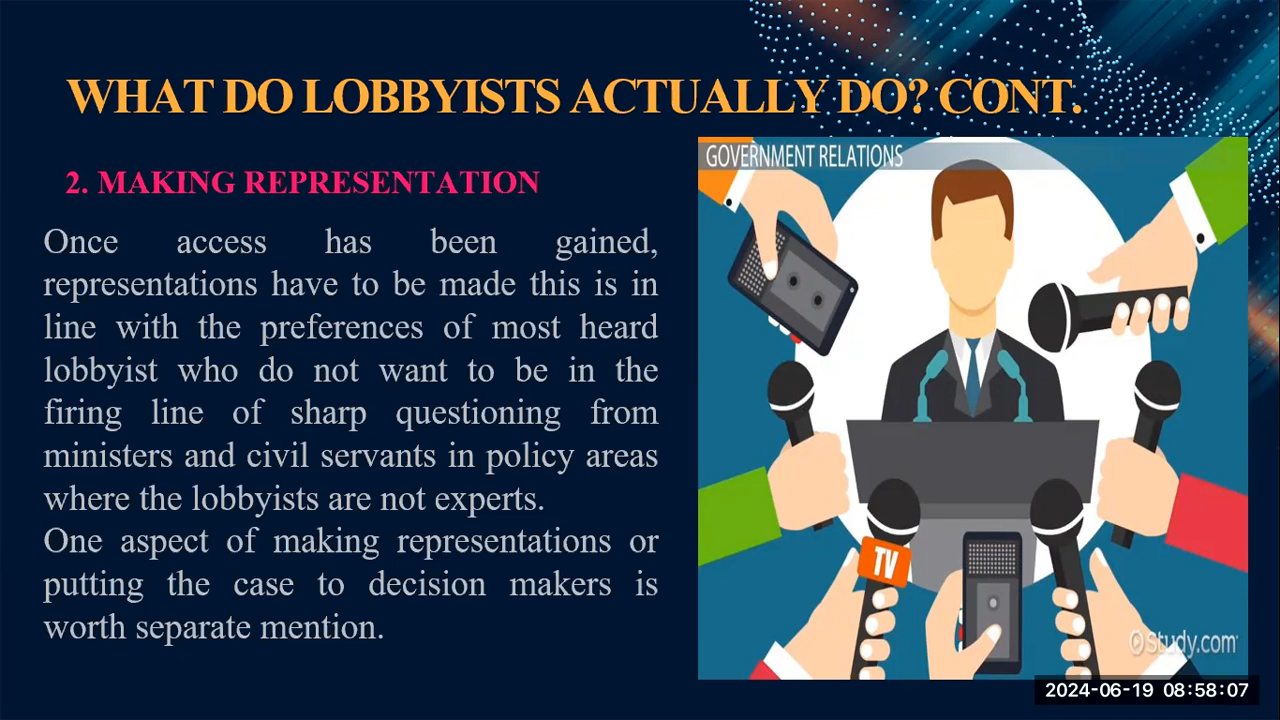 WHAT DO LOBBYISTS ACTUALLY DO? CONT.
2. MAKING REPRESENTATION
Once access has been gained,
representations have to be made this is in
line with the preferences of most heard
lobbyist who do not want to be in the
firing line of sharp questioning from
ministers and civil servants in policy areas
where the lobbyists are not experts.
One aspect of making representations or
putting the case to decision makers is
worth separate mention.
GOVERNMENT RELATIONS
TV
Study.com
2024-06-19 08:58:07